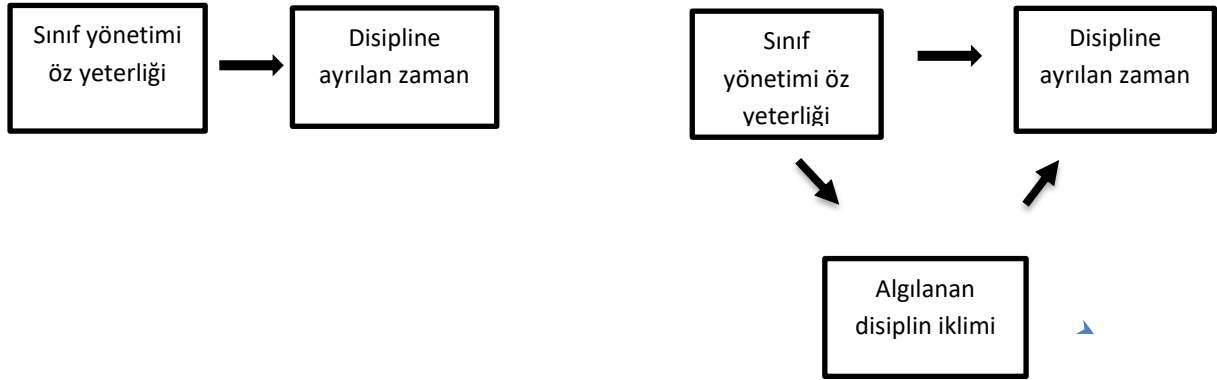 Sınıf yönetimi
öz yeterliği
Disipline
ayrılan zaman
Sınıf
yönetimi öz
yeterliği
Disipline
ayrılan zaman
Algılanan
disiplin iklimi